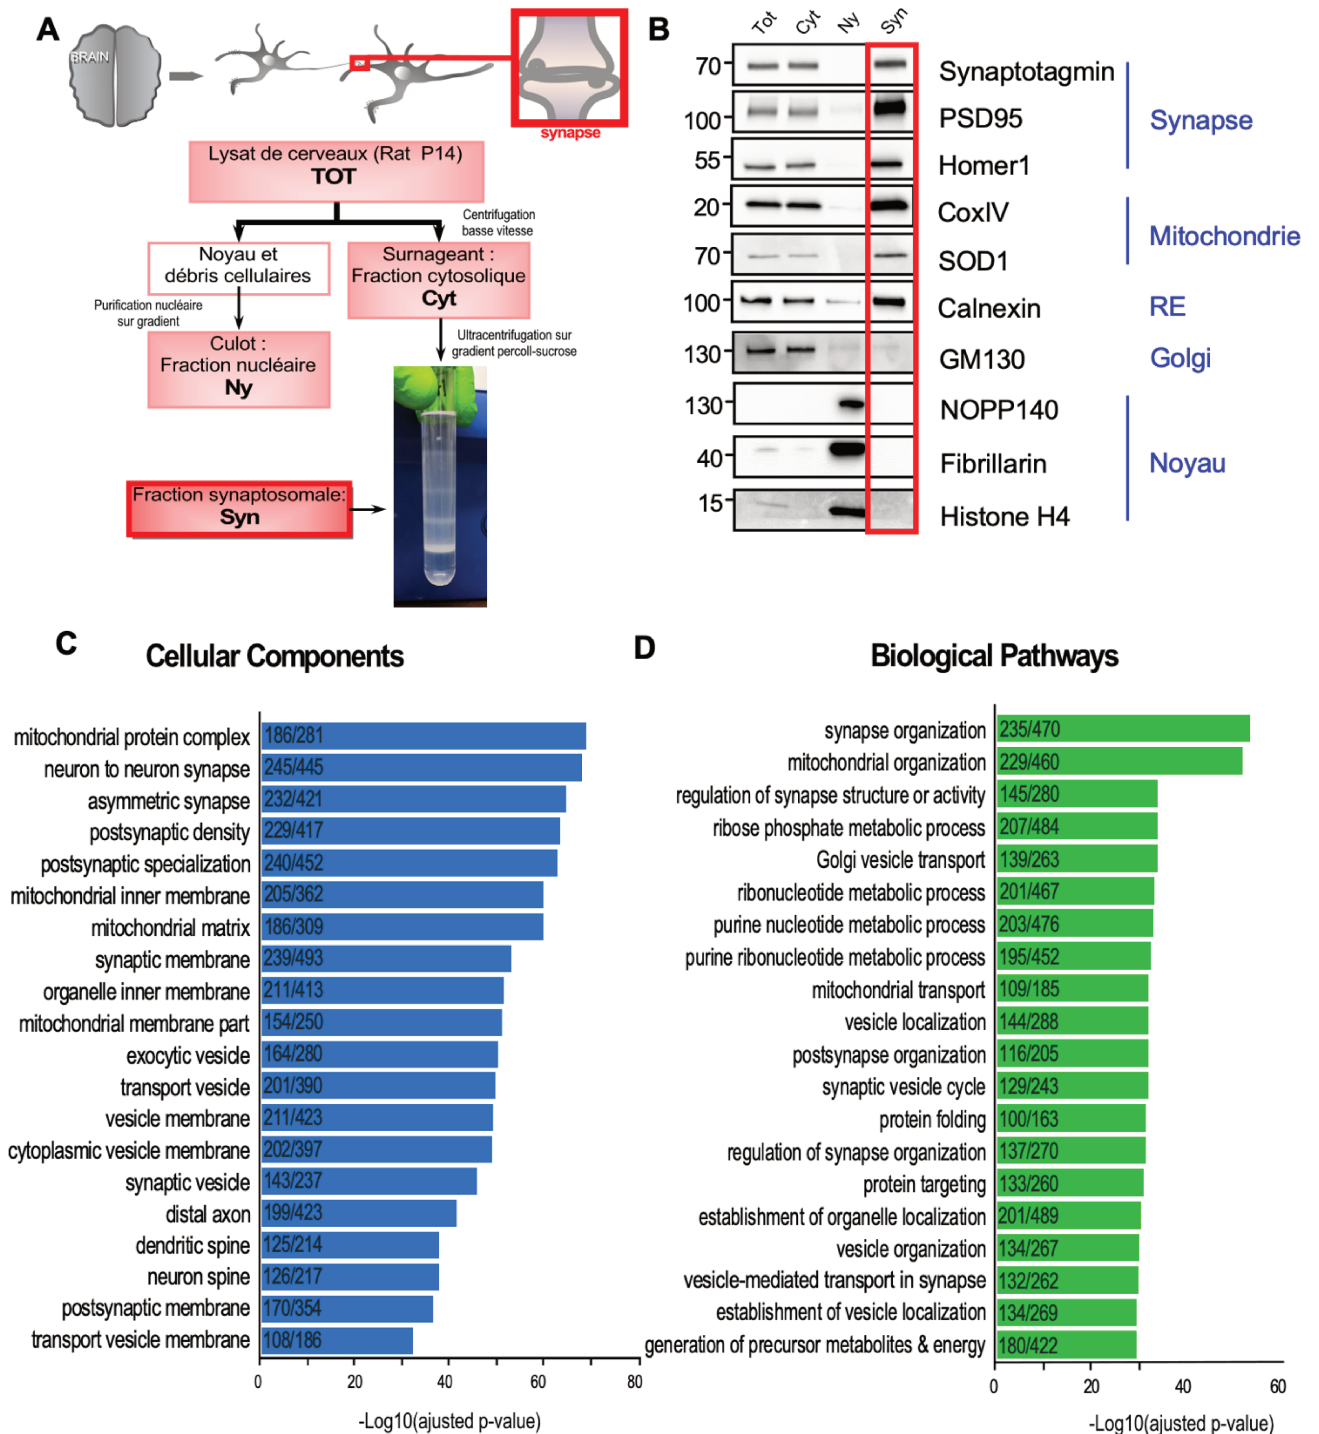 A
BRAIN
synapse
Lysat de cerveaux (Rat P14)
TOT
Centrifugation
basse vitesse
Noyau et
débris cellulaires
Surnageant :
Fraction cytosolique
Cyt
Purification nucléaire
sur gradient
Ultracentrifugation sur
gradient percoll-sucrose
Culot :
Fraction nucléaire
Ny
Fraction synaptosomale:
Syn
B
Tot Cyt Ny Syn
70 Synaptotagmin
100 PSD95
Synapse
55 Homer1
20 CoxIV
Mitochondrie
70 SOD1
100 Calnexin RE
130 GM130 Golgi
130 NOPP140
40 Fibrillarin Noyau
15 Histone H4
C
Cellular Components
mitochondrial protein complex 186/281
neuron to neuron synapse 245/445
asymmetric synapse 232/421
postsynaptic density 229/417
postsynaptic specialization 240/452
mitochondrial inner membrane 205/362
mitochondrial matrix 186/309
synaptic membrane 239/493
organelle inner membrane 211/413
mitochondrial membrane part 154/250
exocytic vesicle 164/280
transport vesicle 201/390
vesicle membrane 211/423
cytoplasmic vesicle membrane 202/397
synaptic vesicle 143/237
distal axon 199/423
dendritic spine 125/214
neuron spine 126/217
postsynaptic membrane 170/354
transport vesicle membrane 108/186
0 20 40 60 80
-Log10(ajusted p-value)
D
Biological Pathways
synapse organization 235/470
mitochondrial organization 229/460
regulation of synapse structure or activity 145/280
ribose phosphate metabolic process 207/484
Golgi vesicle transport 139/263
ribonucleotide metabolic process 201/467
purine nucleotide metabolic process 203/476
purine ribonucleotide metabolic process 195/452
mitochondrial transport 109/185
vesicle localization 144/288
postsynapse organization 116/205
synaptic vesicle cycle 129/243
protein folding 100/163
regulation of synapse organization 137/270
protein targeting 133/260
establishment of organelle localization 201/489
vesicle organization 134/267
vesicle-mediated transport in synapse 132/262
establishment of vesicle localization 134/269
generation of precursor metabolites & energy 180/422
0 20 40 60
-Log10(ajusted p-value)